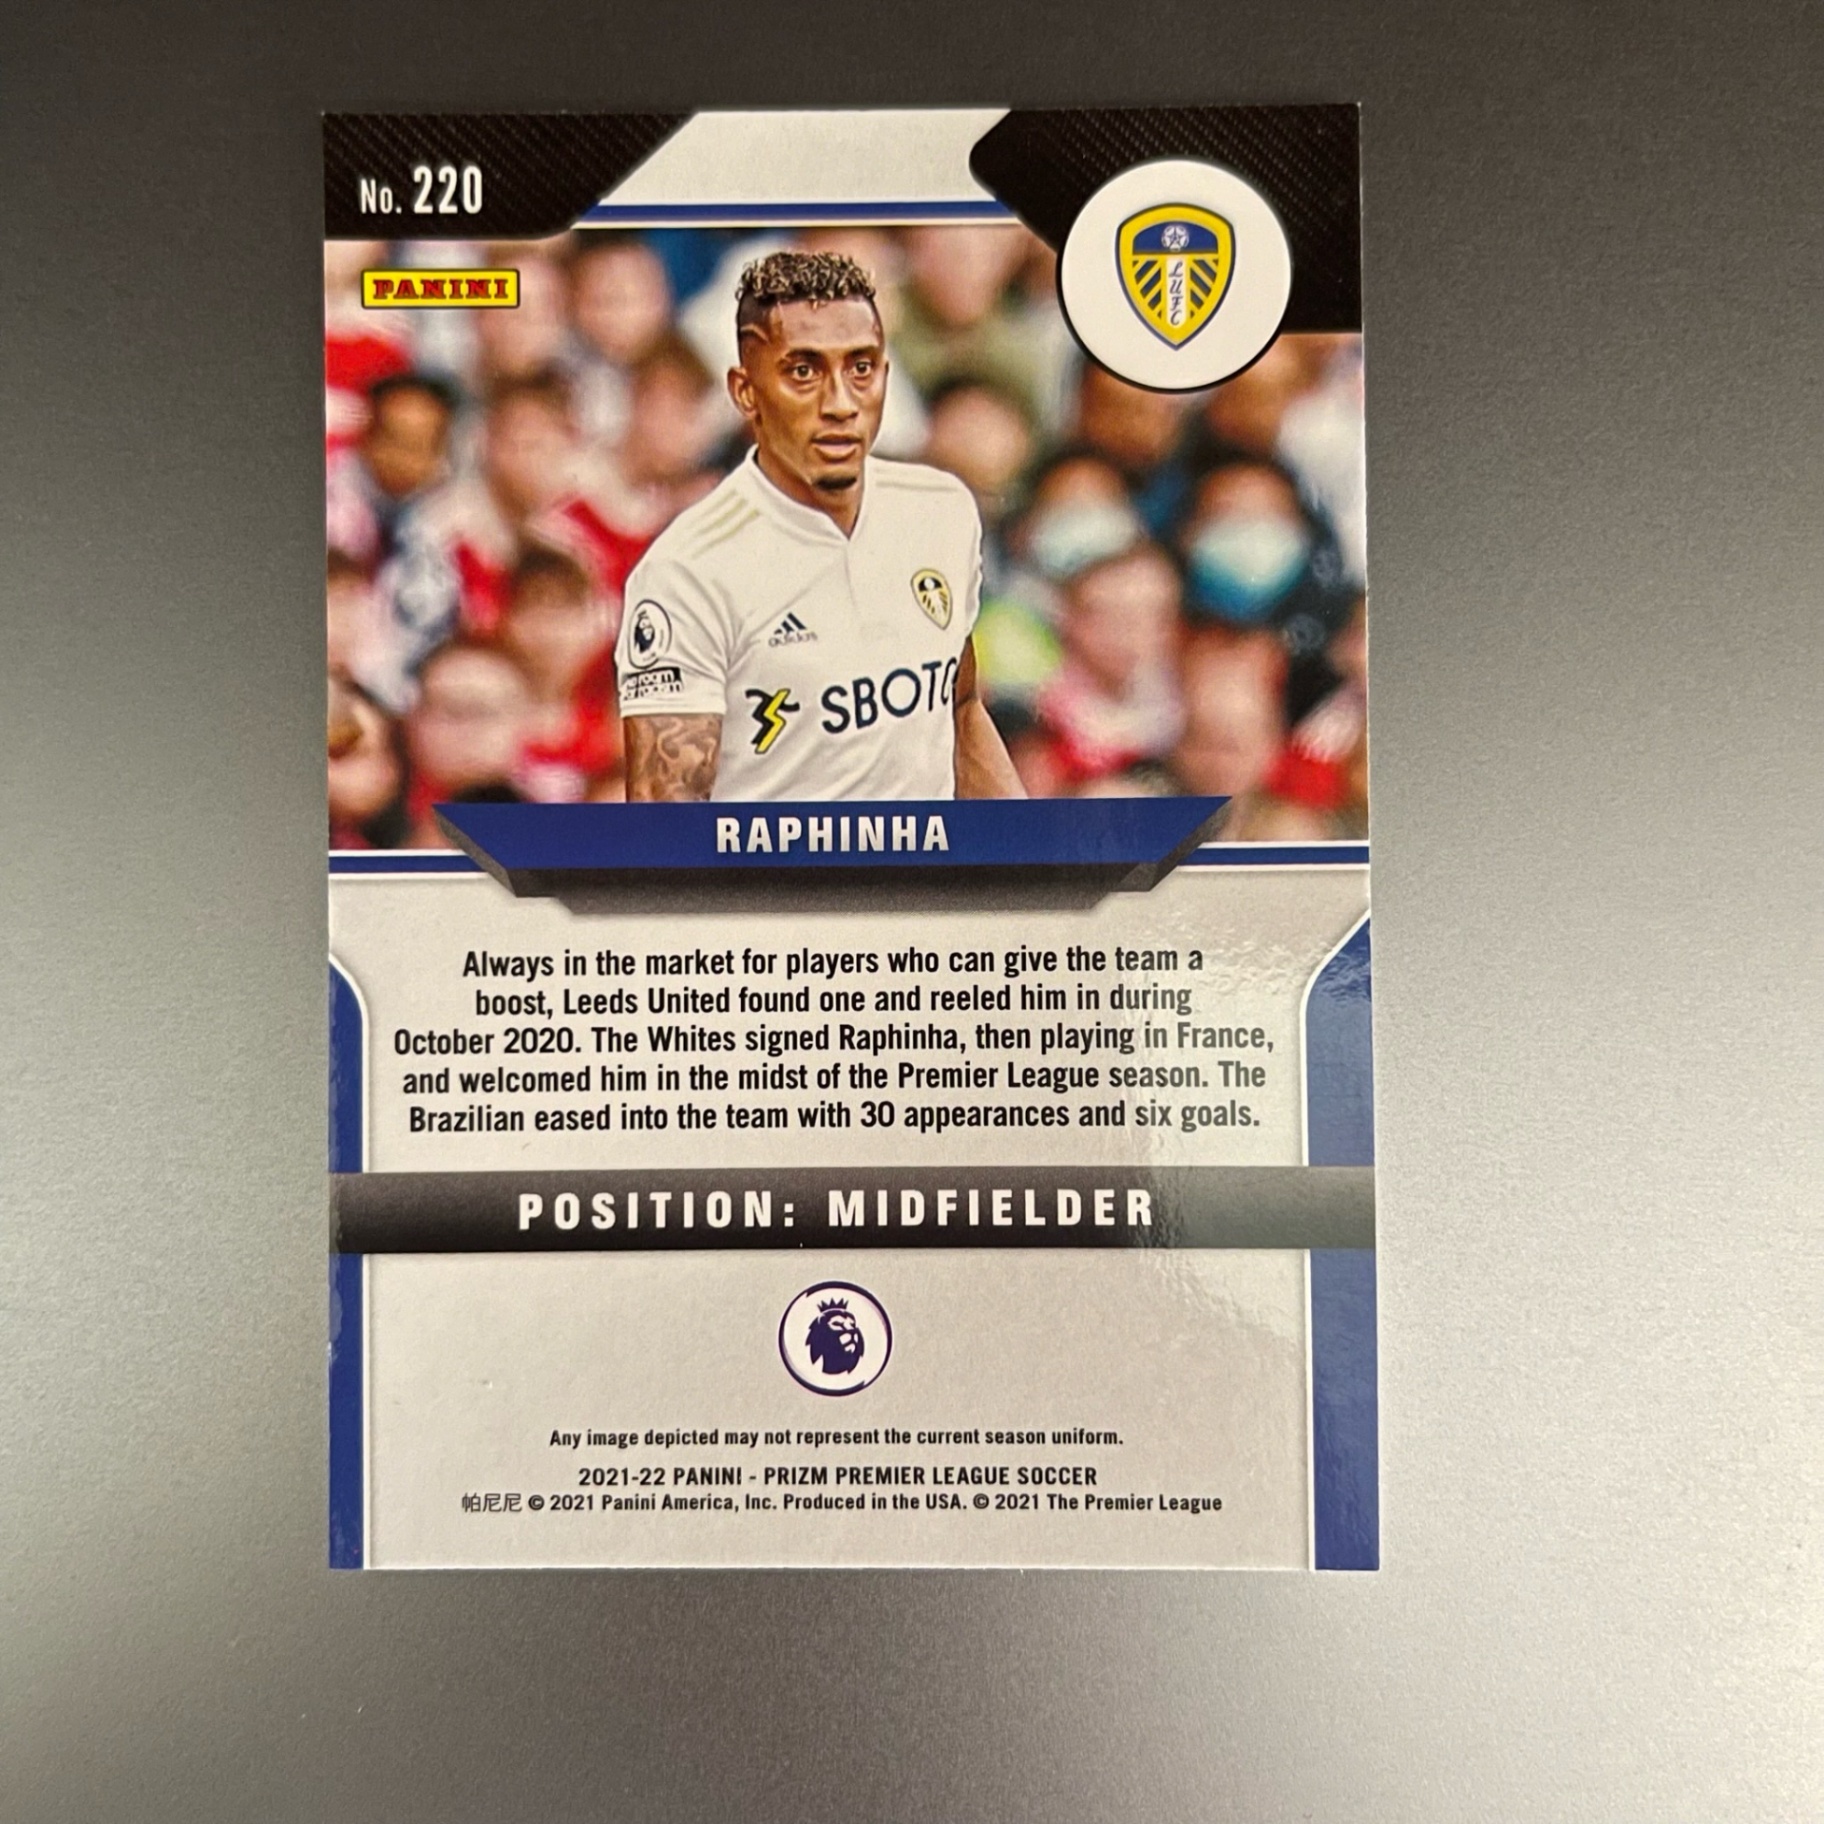 No. 220
PANINI
LUFC
adidas
SBOTO
RAPHINHA
Always in the market for players who can give the team a
boost, Leeds United found one and reeled him in during
October 2020. The Whites signed Raphinha, then playing in France,
and welcomed him in the midst of the Premier League season. The
Brazilian eased into the team with 30 appearances and six goals.
POSITION: MIDFIELDER
Any image depicted may not represent the current season uniform.
2021-22 PANINI - PRIZM PREMIER LEAGUE SOCCER
帕尼尼 © 2021 Panini America, Inc. Produced in the USA. © 2021 The Premier League